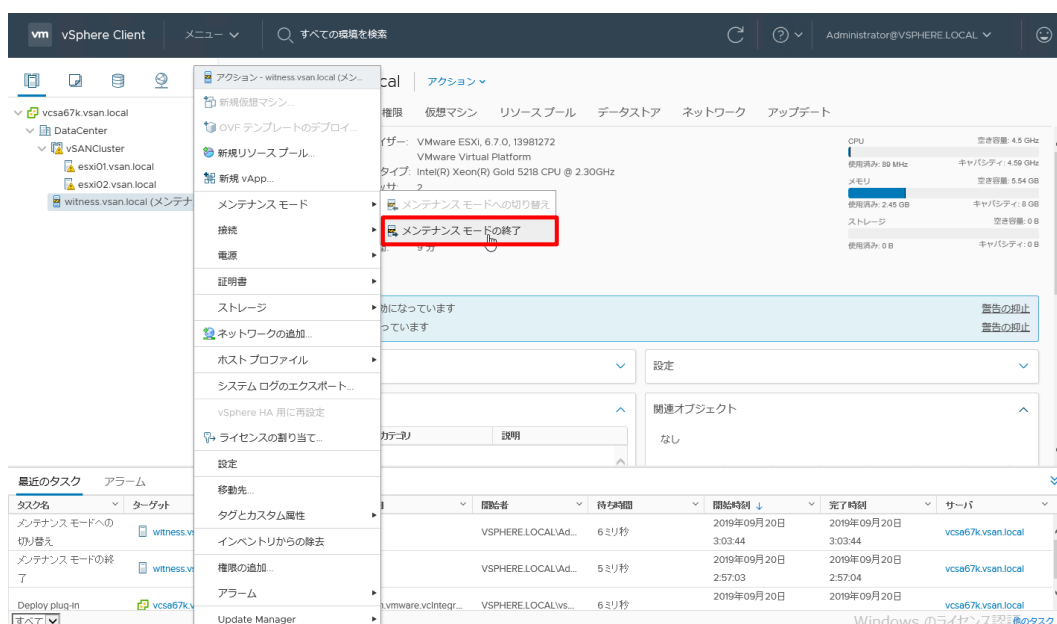 vm vSphere Client メニュー すべての環境を検索 Administrator@VSPHERE.LOCAL
vcsa67k.vsan.local
DataCenter
vSANCluster
esxi01.vsan.local
esxi02.vsan.local
witness.vsan.local (メンテナ
アクション - witness.vsan.local (メン...
新規仮想マシン...
OVF テンプレートのデプロイ...
新規リソース プール...
新規 vApp...
メンテナンス モード
接続
電源
証明書
ストレージ
ネットワークの追加...
ホスト プロファイル
システム ログのエクスポート...
vSphere HA 用に再設定
ライセンスの割り当て...
設定
移動先...
タグとカスタム属性
インベントリからの除去
権限の追加...
アラーム
Update Manager
メンテナンス モードへの切り替え
メンテナンス モードの終了
cal アクション
権限 仮想マシン リソース プール データストア ネットワーク アップデート
イザー: VMware ESXi, 6.7.0, 13981272
VMware Virtual Platform
タイプ: Intel(R) Xeon(R) Gold 5218 CPU @ 2.30GHz
2
9 分
CPU 空き容量: 4.5 GHz
使用済み: 89 MHz キャパシティ: 4.59 GHz
メモリ 空き容量: 5.54 GB
使用済み: 2.45 GB キャパシティ: 8 GB
ストレージ 空き容量: 0 B
使用済み: 0 B キャパシティ: 0 B
効になっています 警告の抑止
っています 警告の抑止
設定
関連オブジェクト
カテゴリ 説明
なし
最近のタスク アラーム
タスク名 ターゲット 開始者 待ち時間 開始時刻 ↓ 完了時刻 サーバ
メンテナンス モードへの切り替え witness.vs VSPHERE.LOCAL\Ad... 6 ミリ秒 2019年09月20日 3:03:44 2019年09月20日 3:03:44 vcsa67k.vsan.local
メンテナンス モードの終了 witness.vs VSPHERE.LOCAL\Ad... 5 ミリ秒 2019年09月20日 2:57:03 2019年09月20日 2:57:04 vcsa67k.vsan.local
Deploy plug-in vcsa67k.v .vmware.vcIntegr... VSPHERE.LOCAL\vs... 6 ミリ秒 2019年09月20日 2019年09月20日 vcsa67k.vsan.local
すべて Windows のライセンス認証 他のタスク